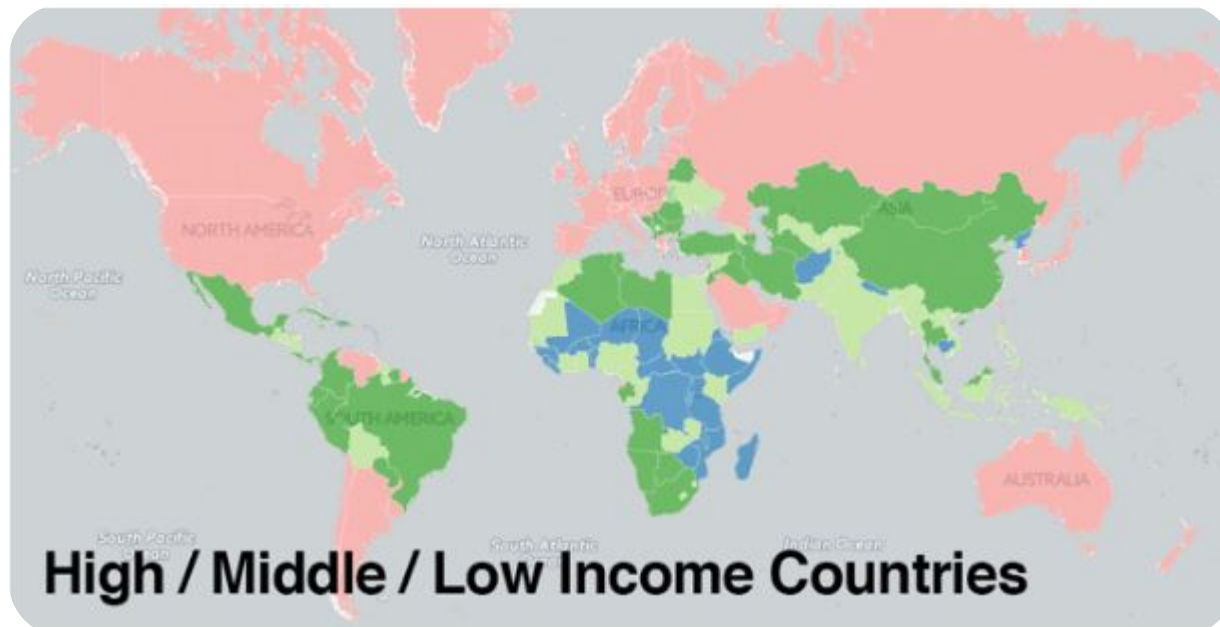 NORTH AMERICA
EUROPE
ASIA
North Atlantic
Ocean
North Pacific
Ocean
AFRICA
SOUTH AMERICA
AUSTRALIA
South Pacific
Ocean
South Atlantic
Indian Ocean
High / Middle / Low Income Countries